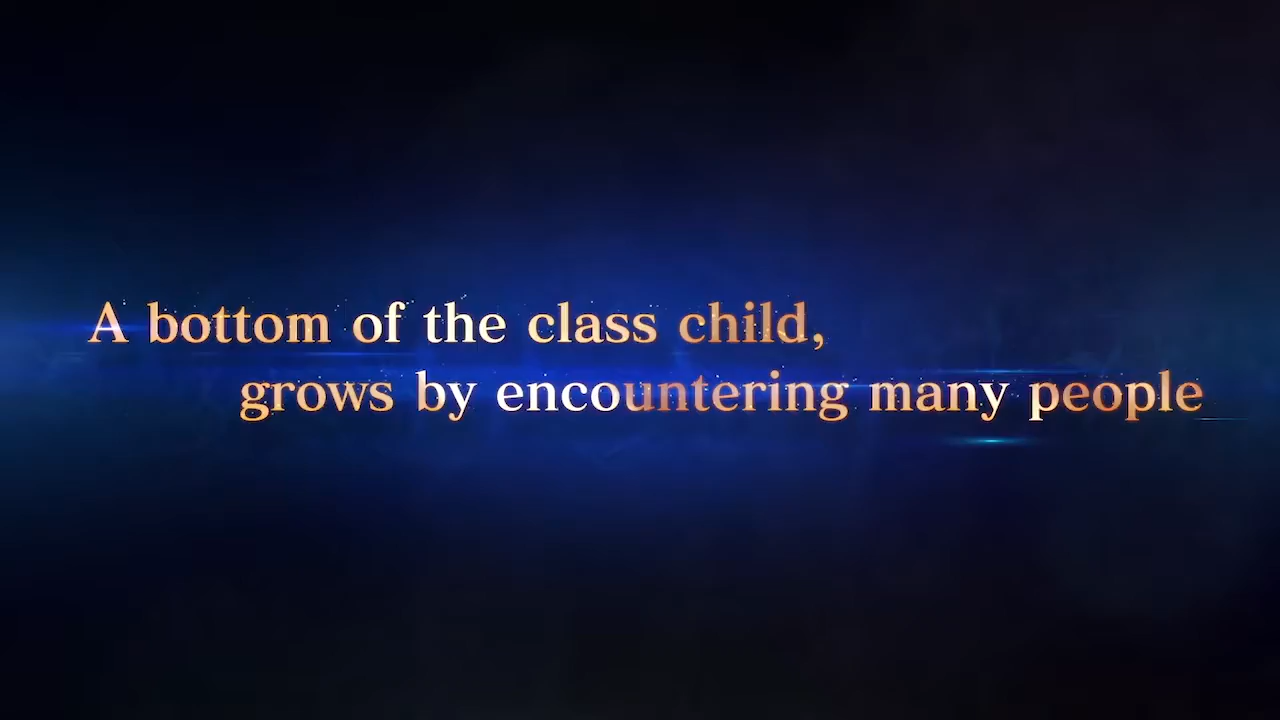 A bottom of the class child,
grows by encountering many people